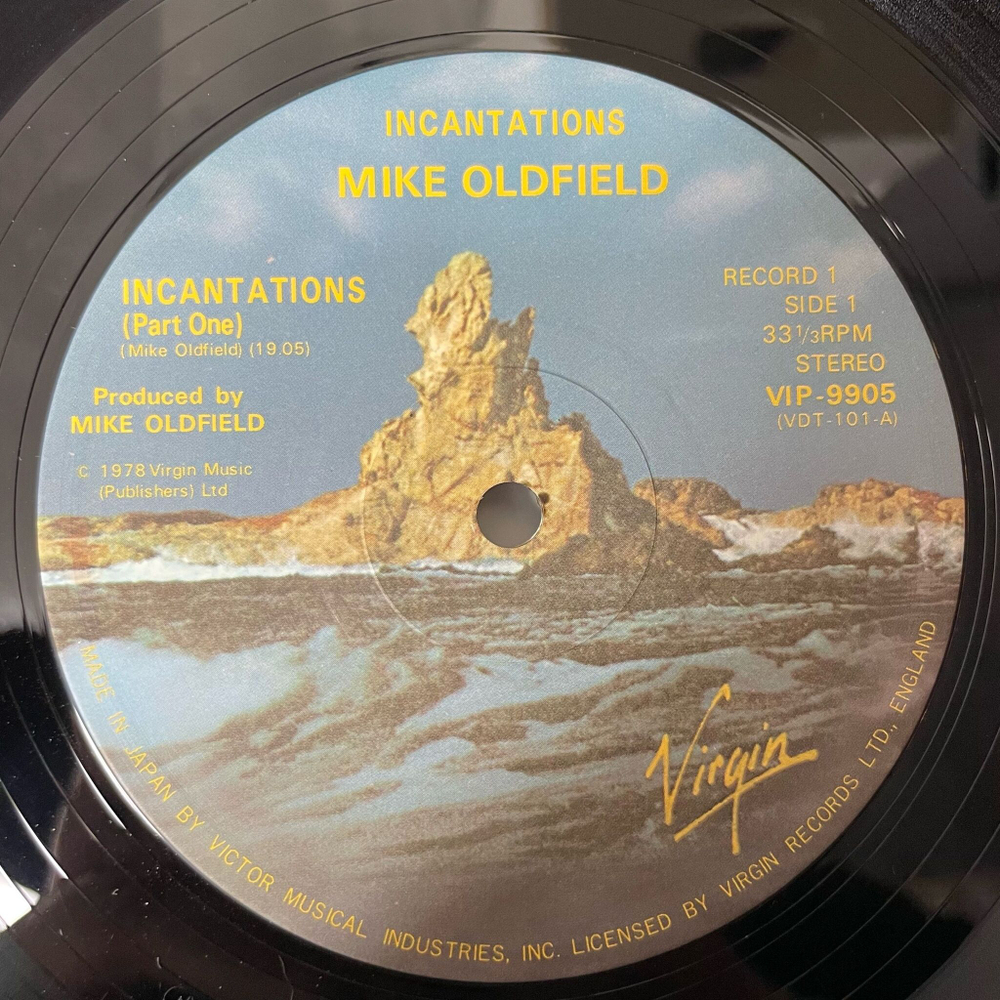 INCANTATIONS
MIKE OLDFIELD
INCANTATIONS
(Part One)
(Mike Oldfield) (19.05)
Produced by
MIKE OLDFIELD
© 1978 Virgin Music
(Publishers) Ltd
RECORD 1
SIDE 1
33 1/3RPM
STEREO
VIP-9905
(VDT-101-A)
Virgin
MADE IN JAPAN BY VICTOR MUSICAL INDUSTRIES, INC. LICENSED BY VIRGIN RECORDS LTD., ENGLAND